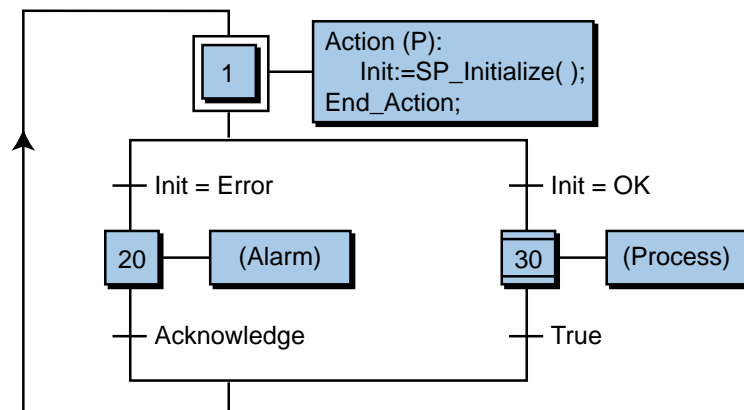 1
Action (P):
Init:=SP_Initialize( );
End_Action;
Init = Error
Init = OK
20
(Alarm)
30
(Process)
Acknowledge
True